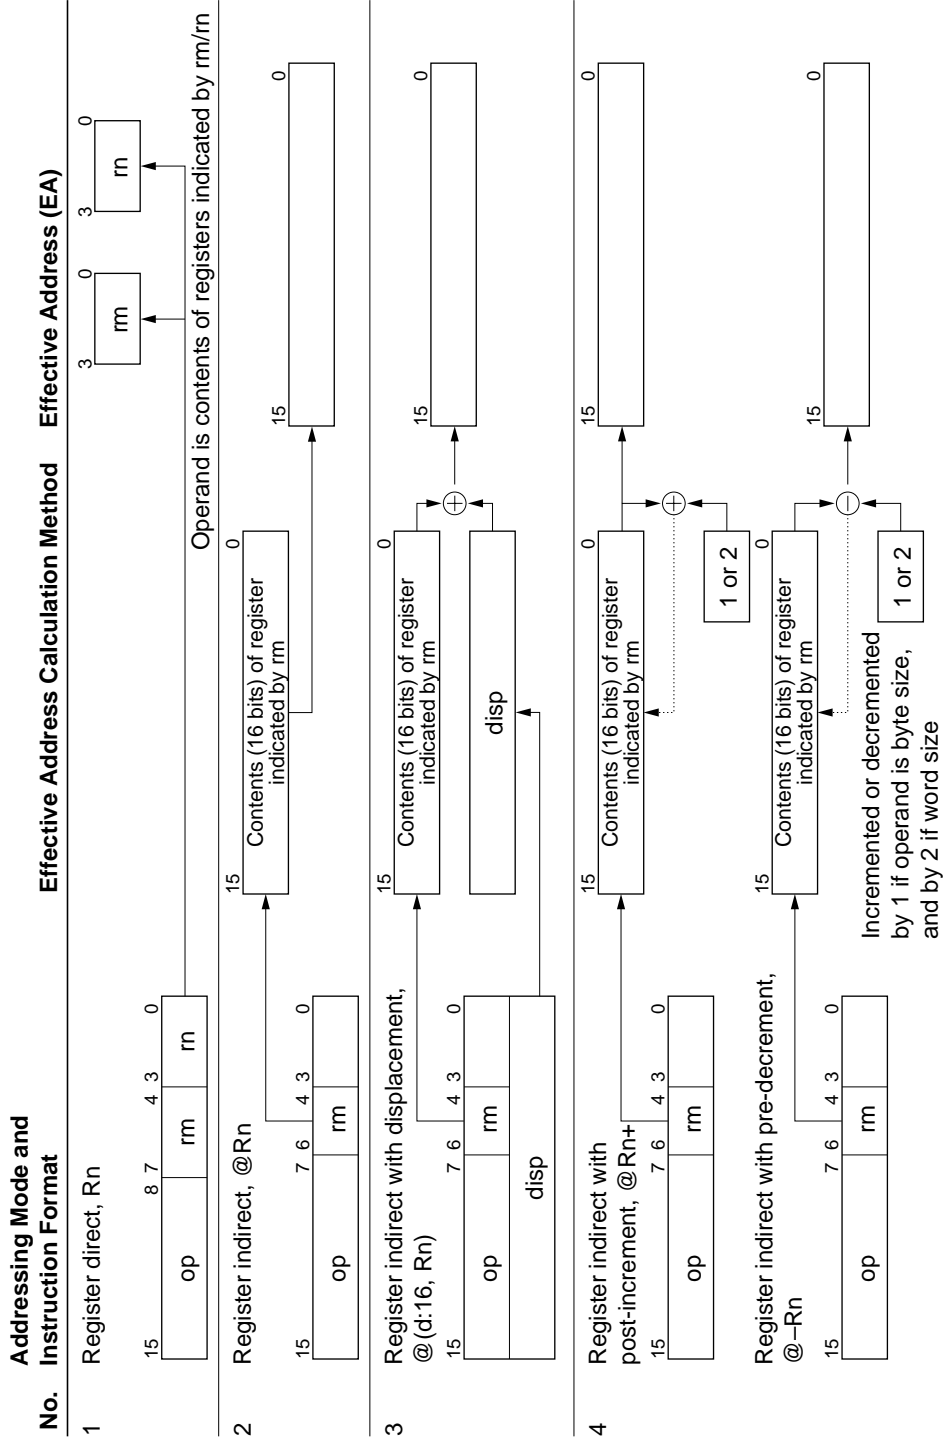 Addressing Mode and
No. Instruction Format Effective Address Calculation Method Effective Address (EA)
1 Register direct, Rn
15 8 7 4 3 0
op rm rn
3 0 3 0
rm rn
Operand is contents of registers indicated by rm/rn
2 Register indirect, @Rn
15 0
Contents (16 bits) of register
indicated by rm
15 0
15 7 6 4 3 0
op rm
3 Register indirect with displacement,
@(d:16, Rn)
15 0
Contents (16 bits) of register
indicated by rm
15 0
15 7 6 4 3 0
op rm
disp
disp
4 Register indirect with
post-increment, @Rn+
15 0
Contents (16 bits) of register
indicated by rm
15 0
15 7 6 4 3 0
op rm
1 or 2
Register indirect with pre-decrement,
@–Rn
15 0
Contents (16 bits) of register
indicated by rm
15 0
15 7 6 4 3 0
op rm
1 or 2
Incremented or decremented
by 1 if operand is byte size,
and by 2 if word size